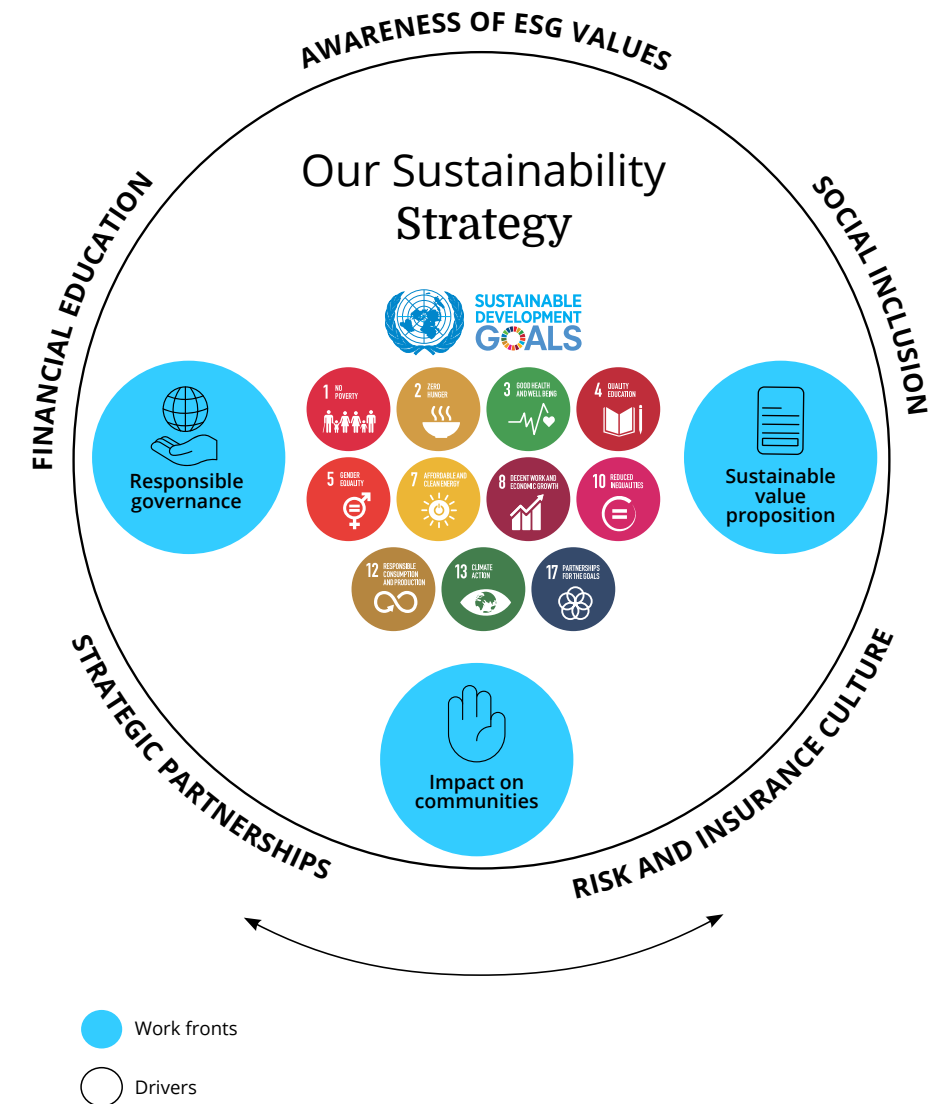 AWARENESS OF ESG VALUES
FINANCIAL EDUCATION
SOCIAL INCLUSION
Our Sustainability
Strategy
SUSTAINABLE
DEVELOPMENT
GOALS
1 NO
POVERTY
2 ZERO
HUNGER
3 GOOD HEALTH
AND WELL BEING
4 QUALITY
EDUCATION
5 GENDER
EQUALITY
7 AFFORDABLE AND
CLEAN ENERGY
8 DECENT WORK AND
ECONOMIC GROWTH
10 REDUCED
INEQUALITIES
12 RESPONSIBLE
CONSUMPTION
AND PRODUCTION
13 CLIMATE
ACTION
17 PARTNERSHIPS
FOR THE GOALS
Responsible
governance
Sustainable
value
proposition
Impact on
communities
STRATEGIC PARTNERSHIPS
RISK AND INSURANCE CULTURE
Work fronts
Drivers